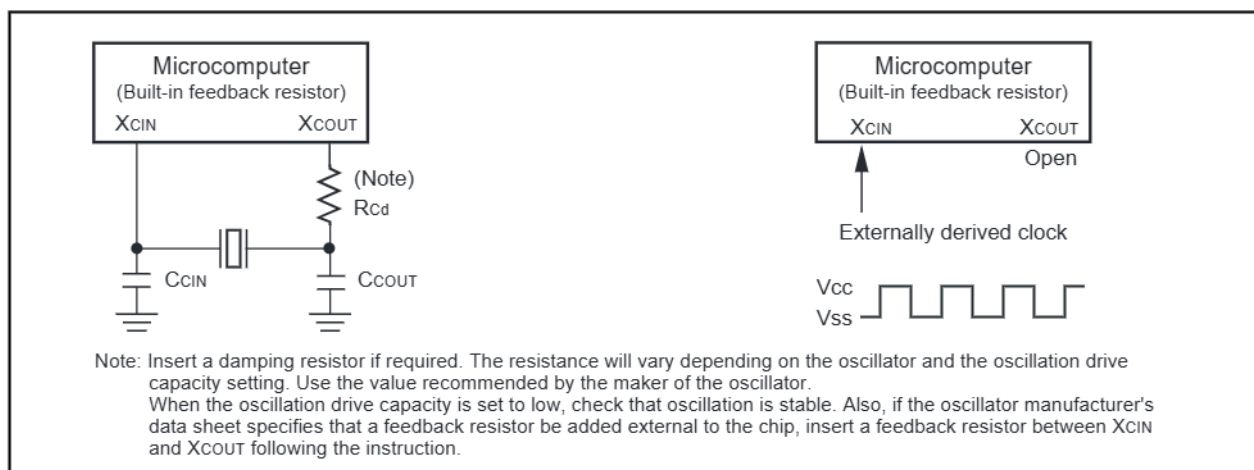 Microcomputer
(Built-in feedback resistor)
XCIN XCOUT
(Note)
RCd
CCIN
CCOUT
Microcomputer
(Built-in feedback resistor)
XCIN XCOUT
Open
Externally derived clock
Vcc
Vss
Note: Insert a damping resistor if required. The resistance will vary depending on the oscillator and the oscillation drive
capacity setting. Use the value recommended by the maker of the oscillator.
When the oscillation drive capacity is set to low, check that oscillation is stable. Also, if the oscillator manufacturer's
data sheet specifies that a feedback resistor be added external to the chip, insert a feedback resistor between XCIN
and XCOUT following the instruction.